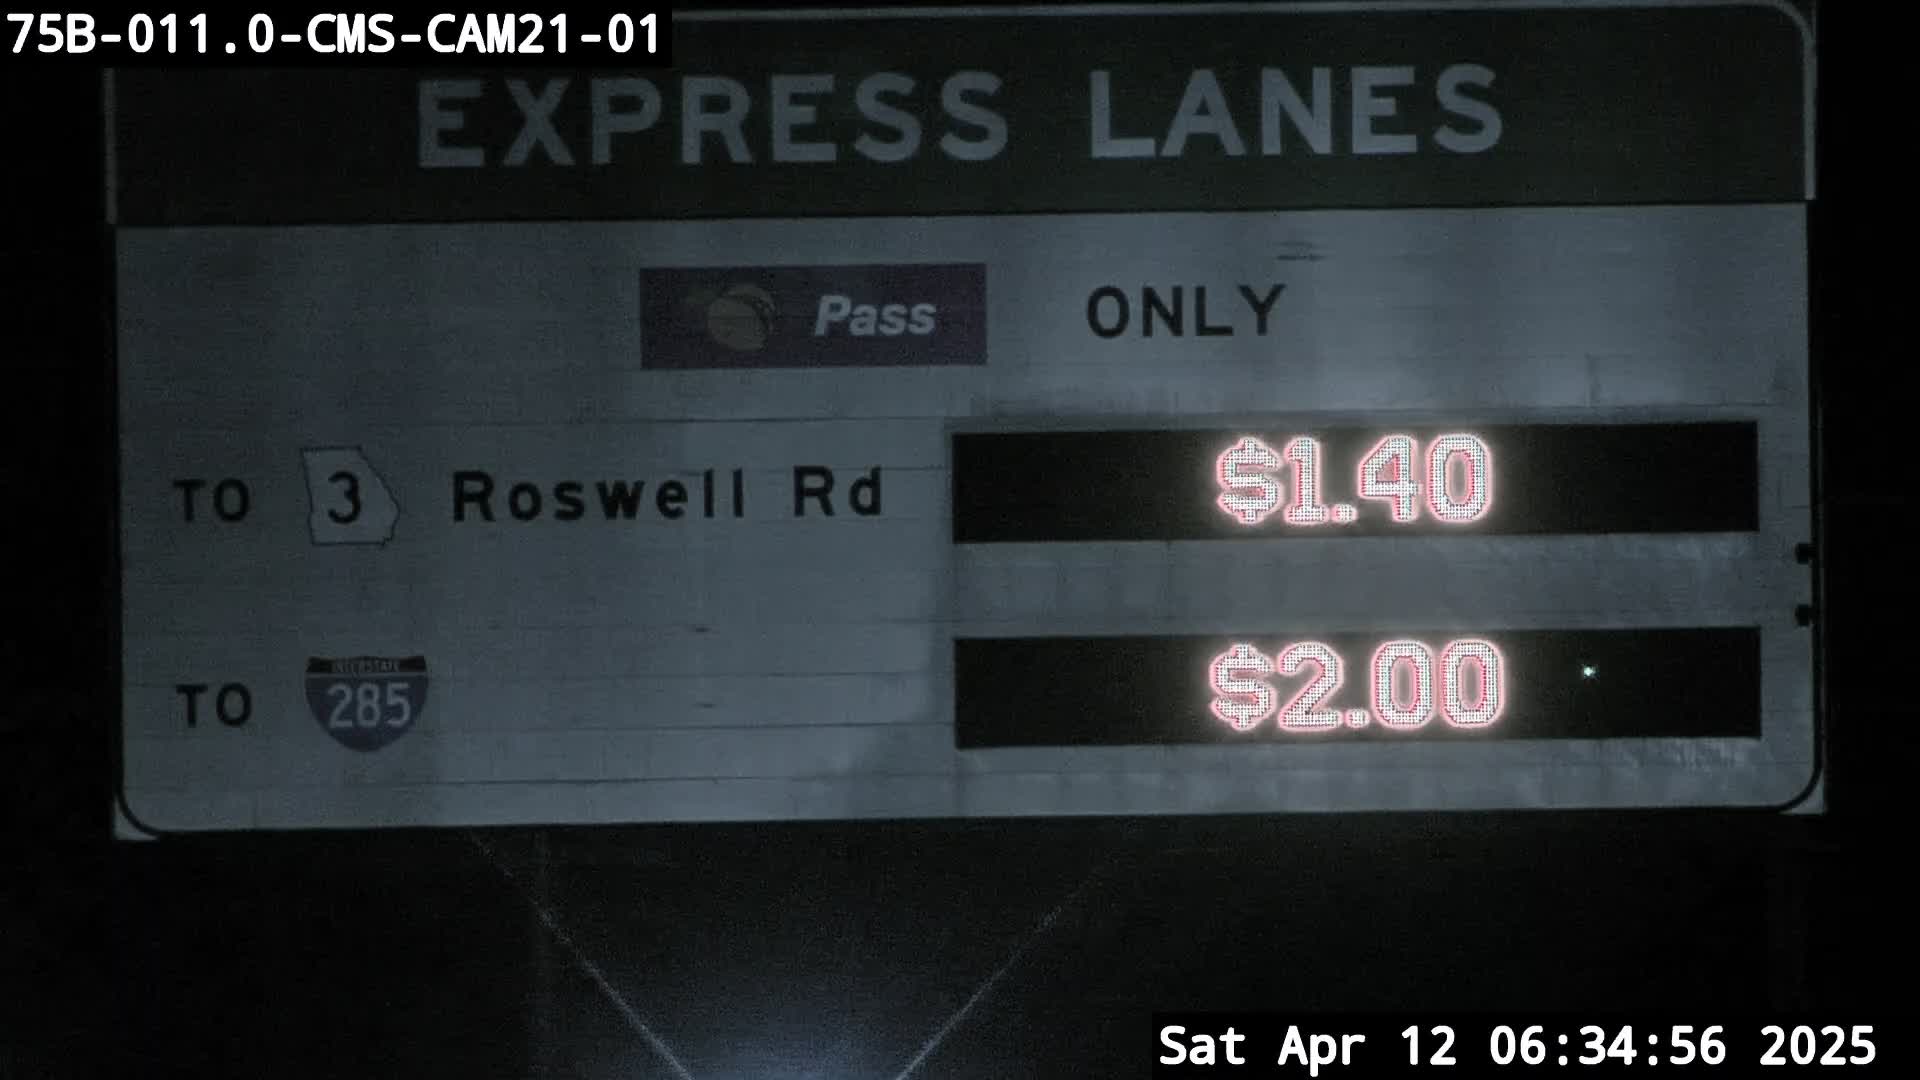 75B-011.0-CMS-CAM21-01
EXPRESS LANES
Pass ONLY
TO 3 Roswell Rd $1.40
INTERSTATE
TO 285 $2.00
Sat Apr 12 06:34:56 2025